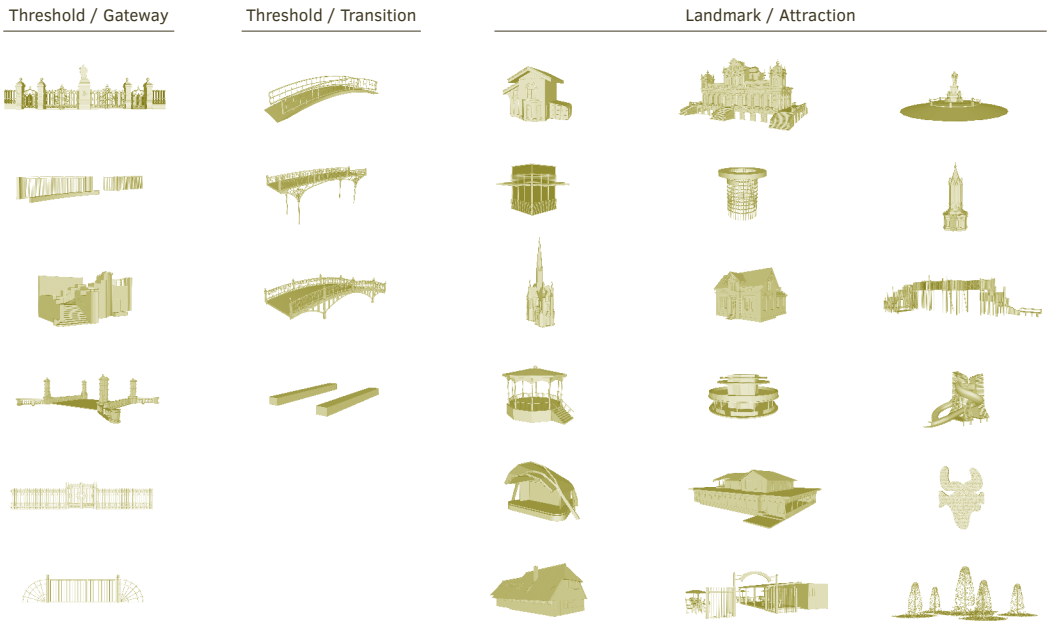 Threshold / Gateway
Threshold / Transition
Landmark / Attraction